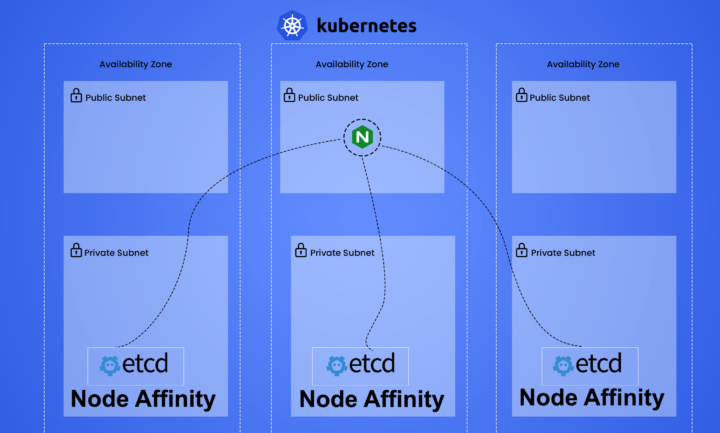 kubernetes
Availability Zone
Availability Zone
Availability Zone
Public Subnet
Public Subnet
Public Subnet
N
Private Subnet
Private Subnet
Private Subnet
etcd
etcd
etcd
Node Affinity
Node Affinity
Node Affinity